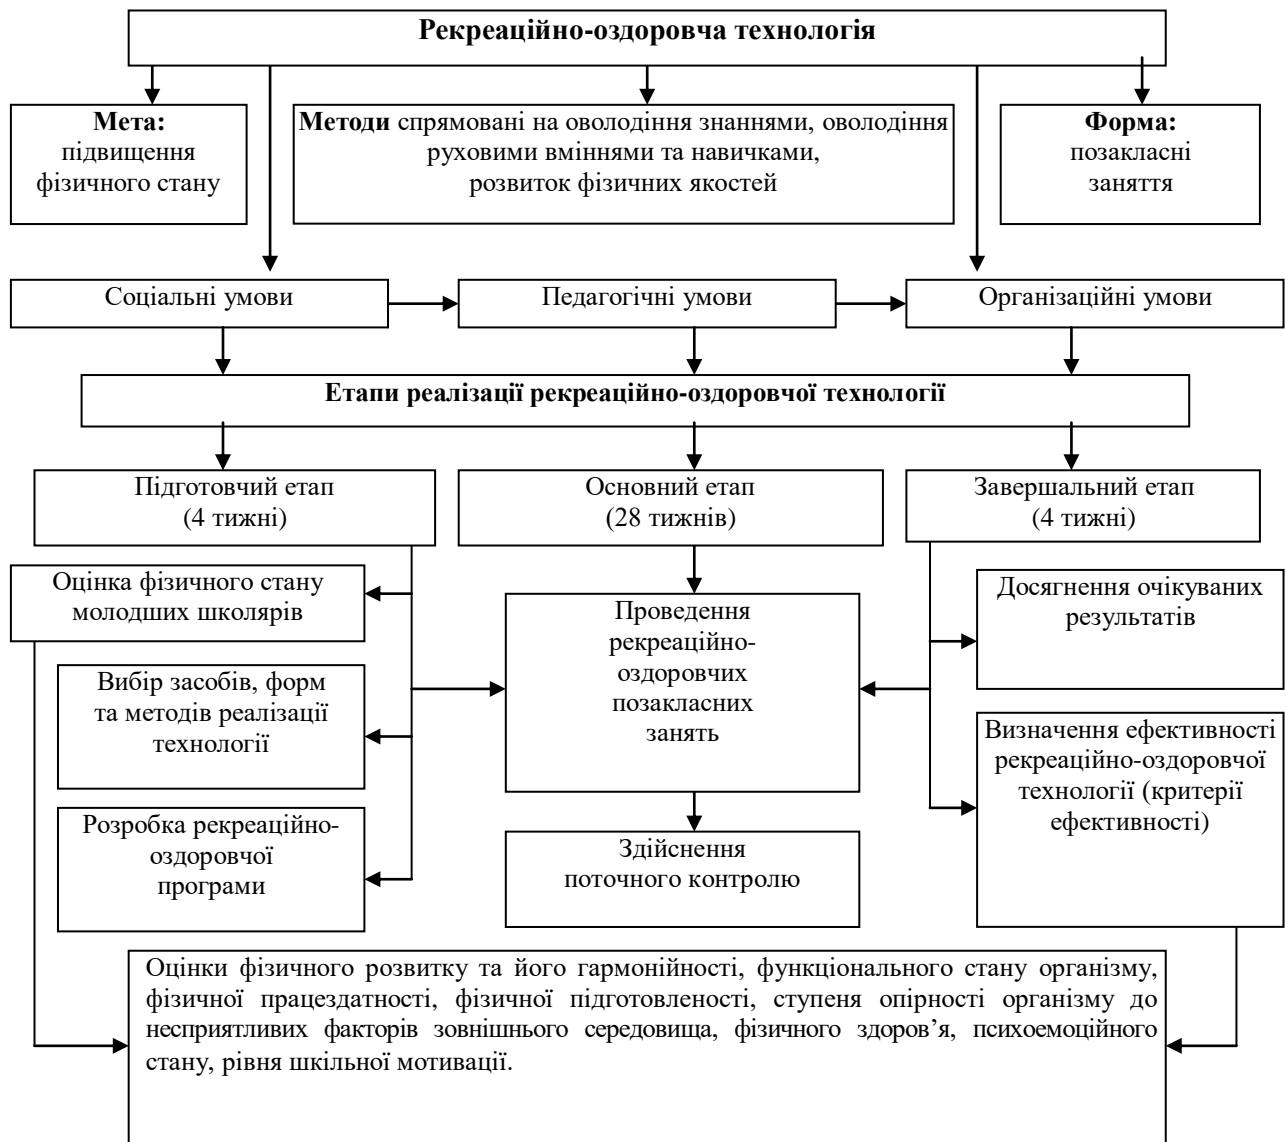 Рекреаційно-оздоровча технологія
Мета:
підвищення
фізичного стану
Методи спрямовані на оволодіння знаннями, оволодіння
руховими вміннями та навичками,
розвиток фізичних якостей
Форма:
позакласні
заняття
Соціальні умови
Педагогічні умови
Організаційні умови
Етапи реалізації рекреаційно-оздоровчої технології
Підготовчий етап
(4 тижні)
Основний етап
(28 тижнів)
Завершальний етап
(4 тижні)
Оцінка фізичного стану
молодших школярів
Вибір засобів, форм
та методів реалізації
технології
Розробка рекреаційно-
оздоровчої
програми
Проведення
рекреаційно-
оздоровчих
позакласних
занять
Здійснення
поточного контролю
Досягнення очікуваних
результатів
Визначення ефективності
рекреаційно-оздоровчої
технології (критерії
ефективності)
Оцінки фізичного розвитку та його гармонійності, функціонального стану організму,
фізичної працездатності, фізичної підготовленості, ступеня опірності організму до
несприятливих факторів зовнішнього середовища, фізичного здоров’я, психоемоційного
стану, рівня шкільної мотивації.